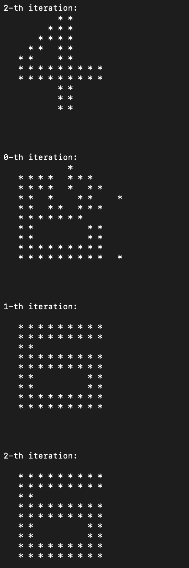 2-th iteration:
          * *
        * * *
      * * * *
    * *   * *
  * *     * *
  * * * * * * * * *
  * * * * * * * * *
          * *
          * *
          * *
0-th iteration:
            *
  * * * *   * * *
  * * * *   *   * *
  * *   *     * *     *
  * *   * *   * * *
  * * * * * * *
  * *           * *
  * *           * *
  * * * * * * * * *
  * * * * * * * * *   *
1-th iteration:
  * * * * * * * * *
  * * * * * * * * *
  * *
  * * * * * * * * *
  * * * * * * * * *
  * *           * *
  * *           * *
  * * * * * * * * *
  * * * * * * * * *
2-th iteration:
  * * * * * * * * *
  * * * * * * * * *
  * *
  * * * * * * * * *
  * * * * * * * * *
  * *           * *
  * *           * *
  * * * * * * * * *
  * * * * * * * * *